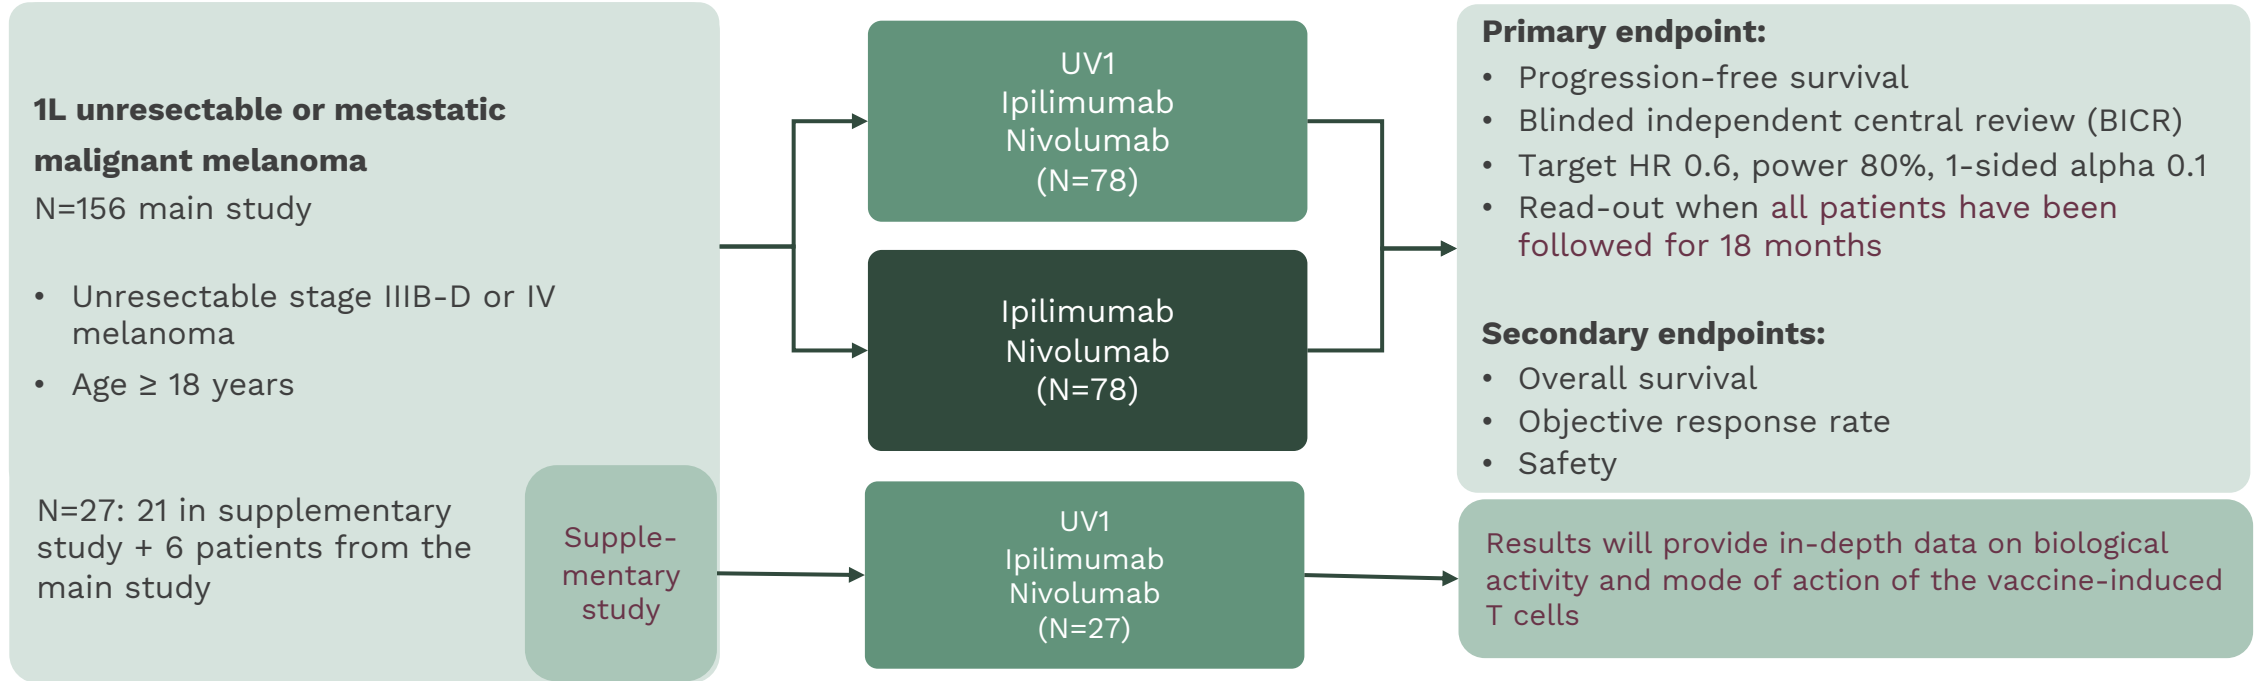 1L unresectable or metastatic
malignant melanoma
N=156 main study
• Unresectable stage IIIB-D or IV
melanoma
• Age ≥ 18 years
N=27: 21 in supplementary
study + 6 patients from the
main study
Supple-
mentary
study
UV1
Ipilimumab
Nivolumab
(N=78)
Ipilimumab
Nivolumab
(N=78)
UV1
Ipilimumab
Nivolumab
(N=27)
Primary endpoint:
• Progression-free survival
• Blinded independent central review (BICR)
• Target HR 0.6, power 80%, 1-sided alpha 0.1
• Read-out when all patients have been
followed for 18 months
Secondary endpoints:
• Overall survival
• Objective response rate
• Safety
Results will provide in-depth data on biological
activity and mode of action of the vaccine-induced
T cells